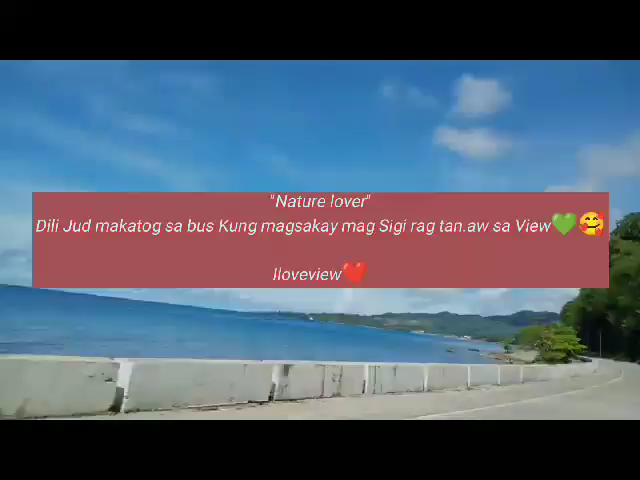 "Nature lover"
Dili Jud makatog sa bus Kung magsakay mag Sigi rag tan.aw sa View💚🥰
Iloveview❤️